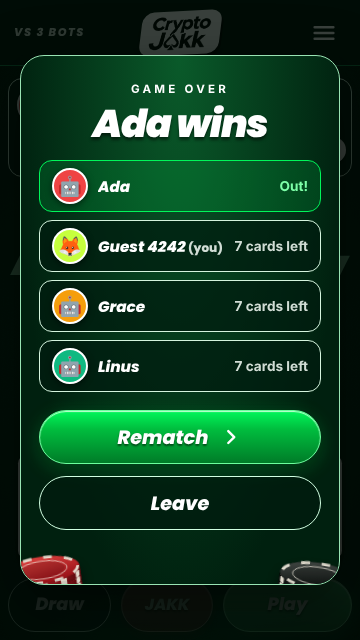 VS 3 BOTS
Crypto
JKK
GAME OVER
Ada wins
Ada Out!
Guest 4242 (you) 7 cards left
Grace 7 cards left
Linus 7 cards left
Rematch
Leave
Draw JAKK Play